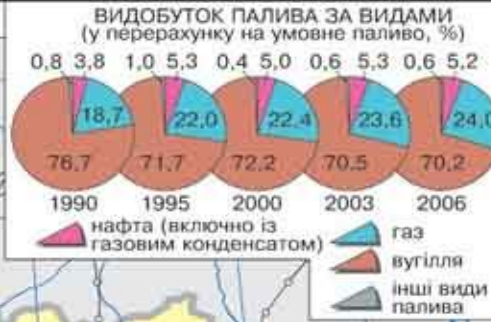 ВИДОБУТОК ПАЛИВА ЗА ВИДАМИ
(у перерахунку на умовне паливо, %)
0,8 3,8 1,0 5,3 0,4 5,0 0,6 5,3 0,6 5,2
18,7 22,0 22,4 23,6 24,0
76,7 71,7 72,2 70,5 70,2
1990 1995 2000 2003 2006
нафта (включно із
газовим конденсатом)
газ
вугілля
інші види
палива